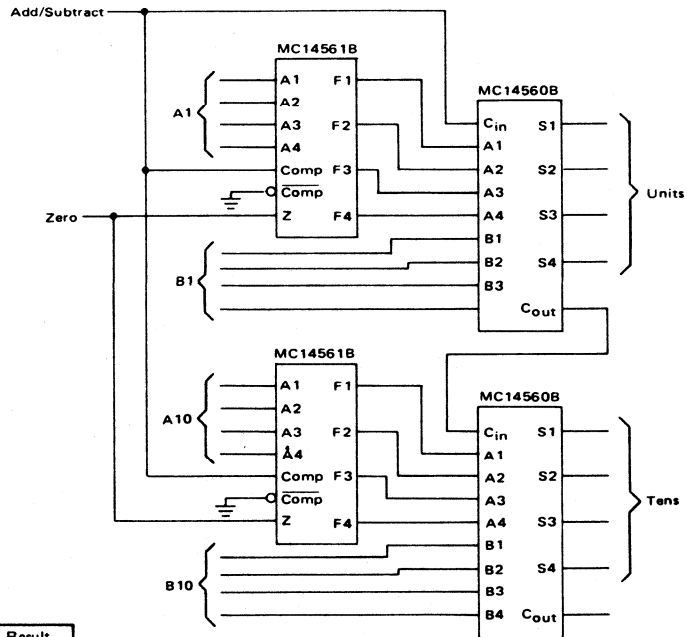 Add/Subtract
MC14561B
A1 F1
A2
A3 F2
A4
Comp F3
Comp
Z F4
A1
MC14560B
Cin S1
A1
A2 S2
A3
A4 S3
B1
B2 S4
B3
Cout
Units
Zero
B1
MC14561B
A1 F1
A2
A3 F2
A4
Comp F3
Comp
Z F4
A10
MC14560B
Cin S1
A1
A2 S2
A3
A4 S3
B1
B2 S4
B3
B4 Cout
Tens
B10
Result